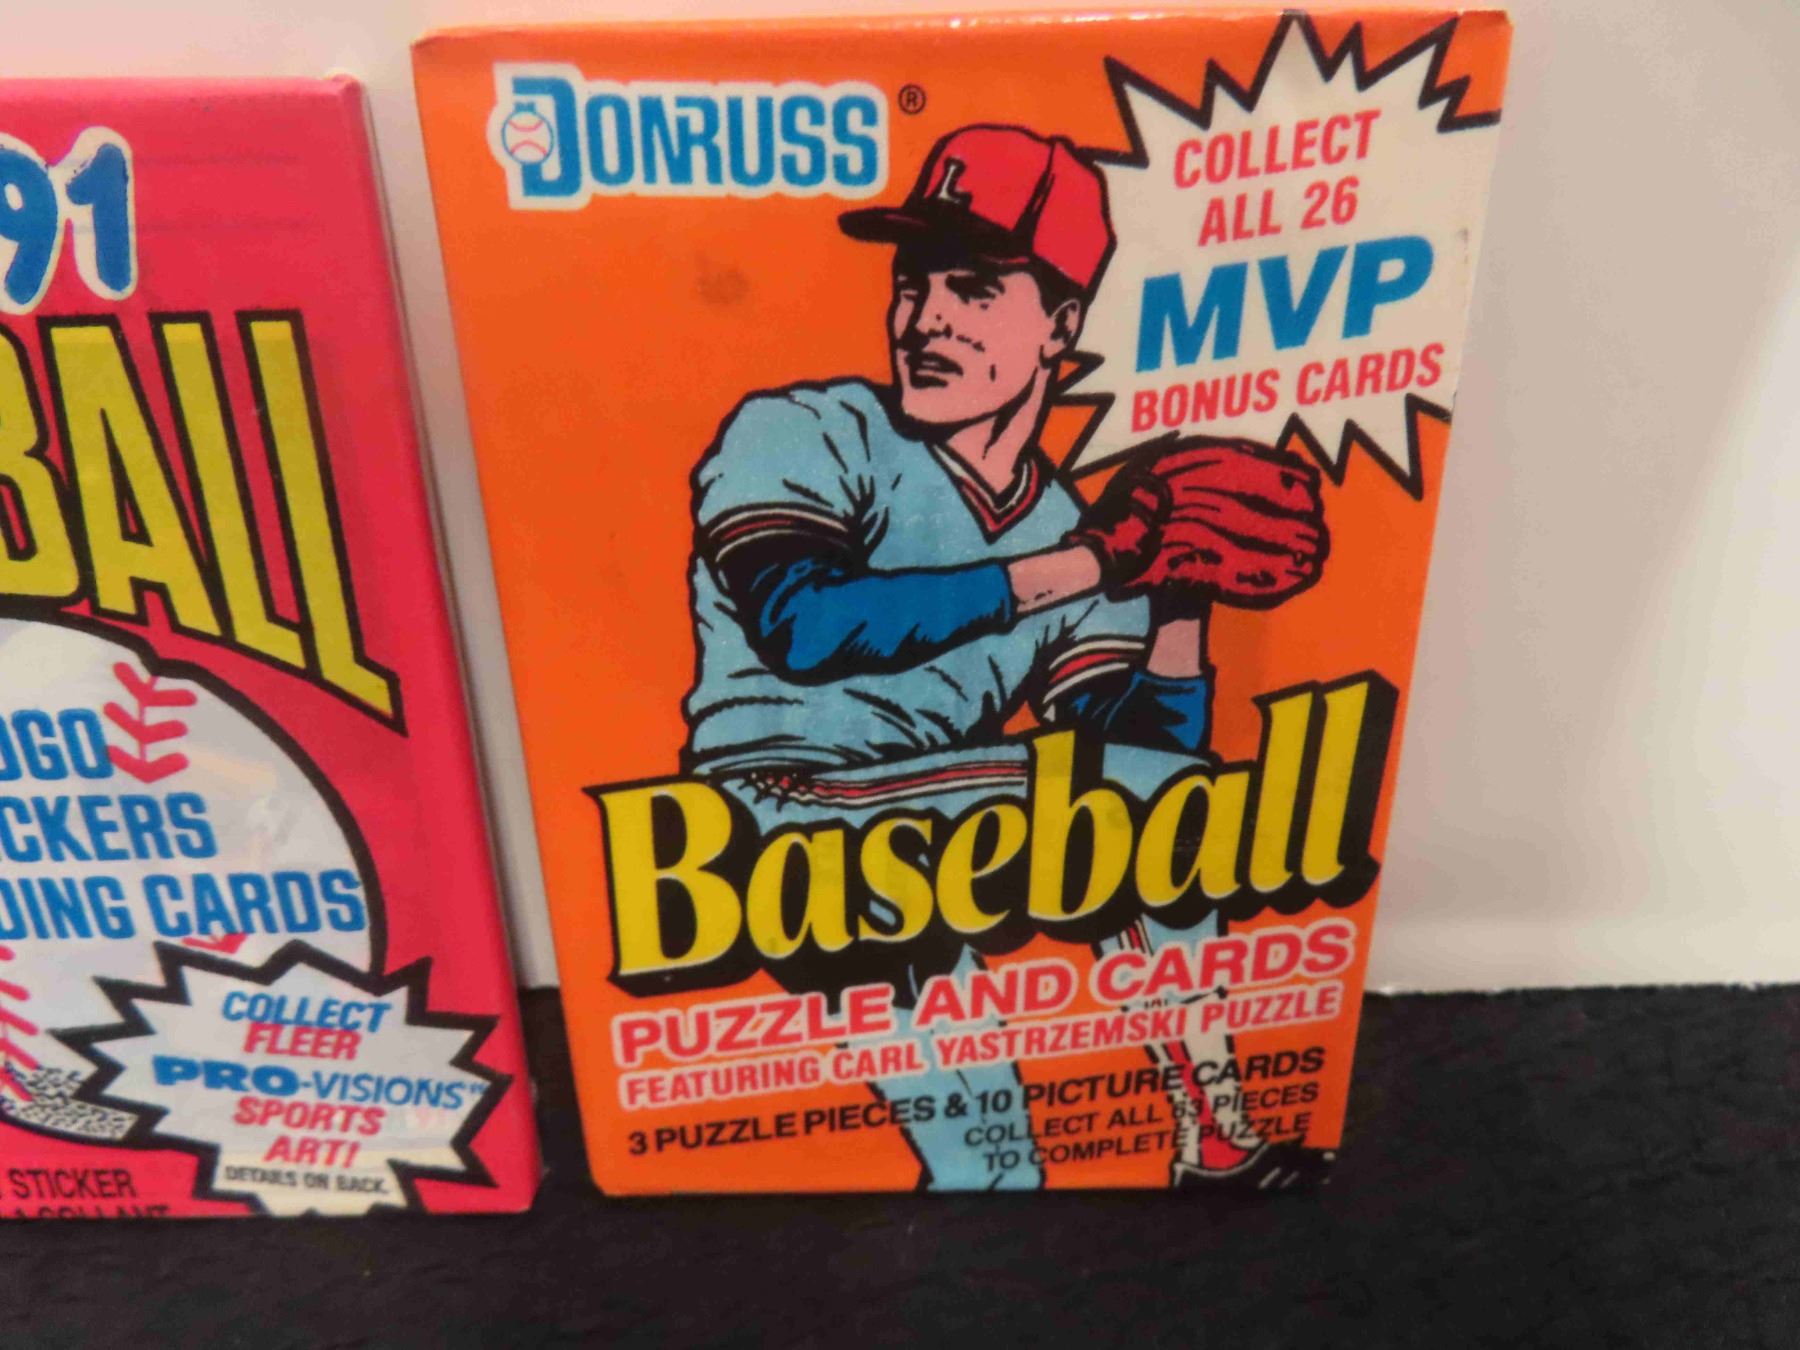 91
BALL
OGO
CKERS
DING CARDS
COLLECT
FLEER
PRO-VISIONS™
SPORTS
ART!
DETAILS ON BACK.
STICKER
DONRUSS®
L
COLLECT
ALL 26
MVP
BONUS CARDS
Baseball
PUZZLE AND CARDS
FEATURING CARL YASTRZEMSKI PUZZLE
3 PUZZLE PIECES & 10 PICTURE CARDS
COLLECT ALL 63 PIECES
TO COMPLETE PUZZLE